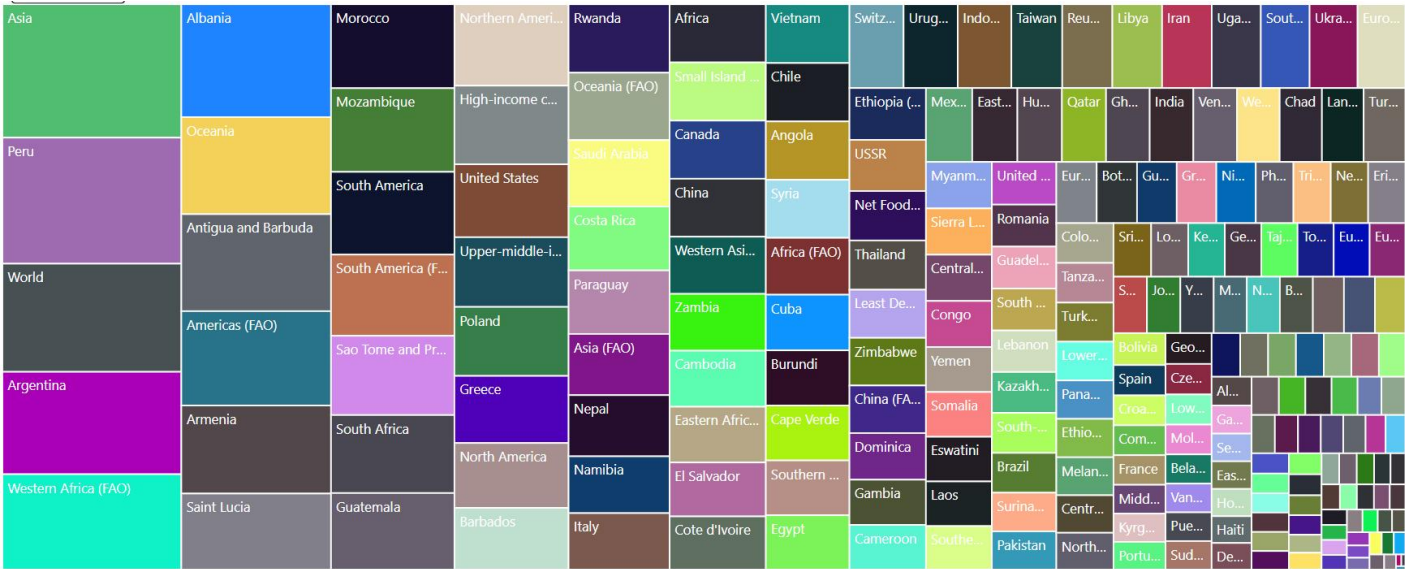 Asia
Peru
World
Argentina
Western Africa (FAO)
Albania
Oceania
Antigua and Barbuda
Americas (FAO)
Armenia
Saint Lucia
Morocco
Mozambique
South America
South America (F...
Sao Tome and Pr...
South Africa
Guatemala
Northern Ameri...
High-income c...
United States
Upper-middle-i...
Poland
Greece
North America
Barbados
Rwanda
Oceania (FAO)
Saudi Arabia
Costa Rica
Paraguay
Asia (FAO)
Nepal
Namibia
Italy
Africa
Small Island ...
Canada
China
Western Asi...
Zambia
Cambodia
Eastern Afric...
El Salvador
Cote d'Ivoire
Vietnam
Chile
Angola
Syria
Africa (FAO)
Cuba
Burundi
Cape Verde
Southern ...
Egypt
Switz...
Urug...
Indo...
Taiwan
Reu...
Libya
Iran
Uga...
Sout...
Ukra...
Euro...
Ethiopia (...
USSR
Net Food...
Thailand
Least De...
Zimbabwe
China (FA...
Dominica
Gambia
Cameroon
Mex...
East...
Hu...
Qatar
Gh...
India
Ven...
We...
Chad
Lan...
Tur...
Myanm...
Sierra L...
Central...
Congo
Yemen
Somalia
Eswatini
Laos
Southe...
United ...
Romania
Guadel...
South ...
Lebanon
Kazakh...
South-...
Brazil
Surina...
Pakistan
Eur...
Bot...
Gu...
Gr...
Ni...
Ph...
Tri...
Ne...
Eri...
Colo...
Tanza...
Turk...
Lower...
Pana...
Ethio...
Melan...
Centr...
North...
Sri...
Lo...
Ke...
Ge...
Taj...
To...
Eu...
Eu...
S...
Jo...
Y...
M...
N...
B...
Bolivia
Spain
Croa...
Com...
France
Midd...
Kyrg...
Portu...
Geo...
Cze...
Low...
Mol...
Bela...
Van...
Pue...
Sud...
Al...
Ga...
Se...
Eas...
Ho...
Haiti
De...